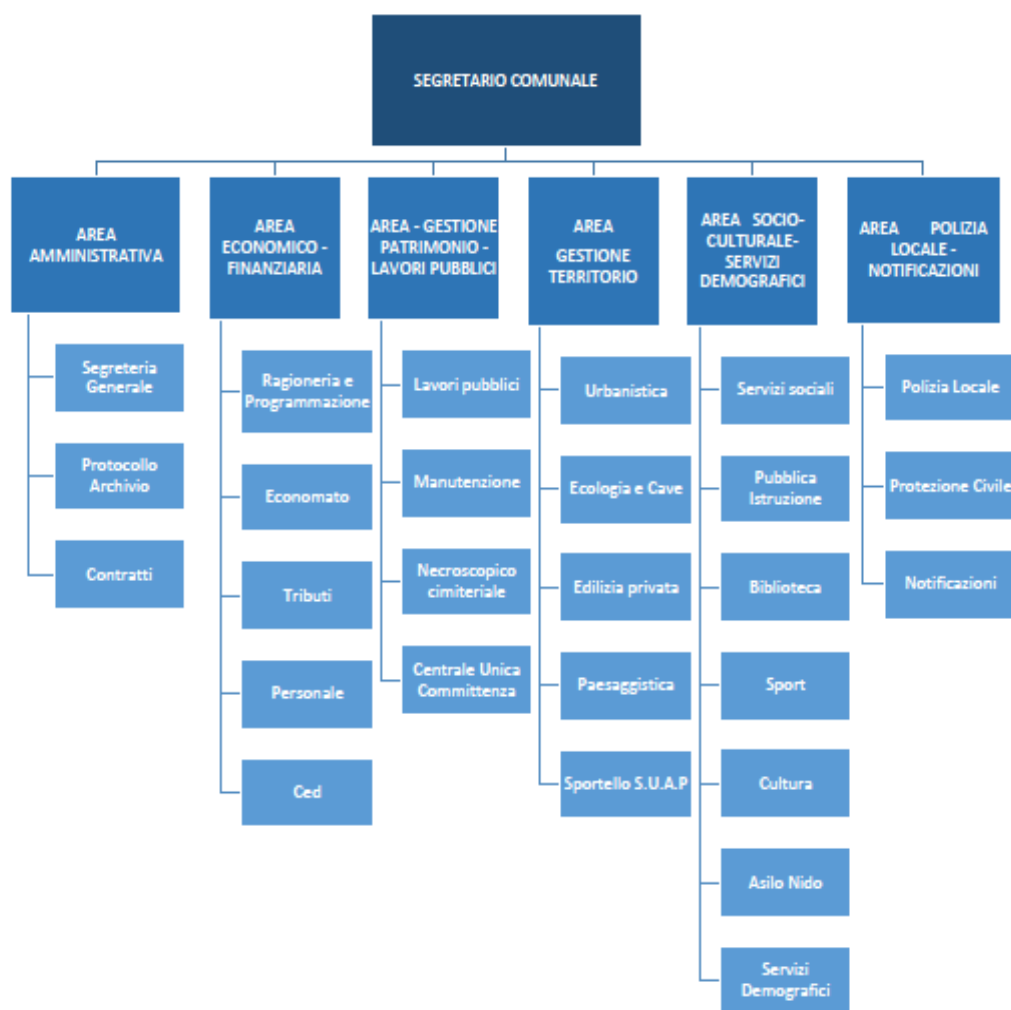 SEGRETARIO COMUNALE
AREA
AMMINISTRATIVA
Segreteria
Generale
Protocollo
Archivio
Contratti
AREA
ECONOMICO -
FINANZIARIA
Ragioneria e
Programmazione
Economato
Tributi
Personale
Ced
AREA - GESTIONE
PATRIMONIO -
LAVORI PUBBLICI
Lavori pubblici
Manutenzione
Necroscopico
cimiteriale
Centrale Unica
Committenza
AREA
GESTIONE
TERRITORIO
Urbanistica
Ecologia e Cave
Edilizia privata
Paesaggistica
Sportello S.U.A.P
AREA SOCIO-
CULTURALE-
SERVIZI
DEMOGRAFICI
Servizi sociali
Pubblica
Istruzione
Biblioteca
Sport
Cultura
Asilo Nido
Servizi
Demografici
AREA POLIZIA
LOCALE -
NOTIFICAZIONI
Polizia Locale
Protezione Civile
Notificazioni